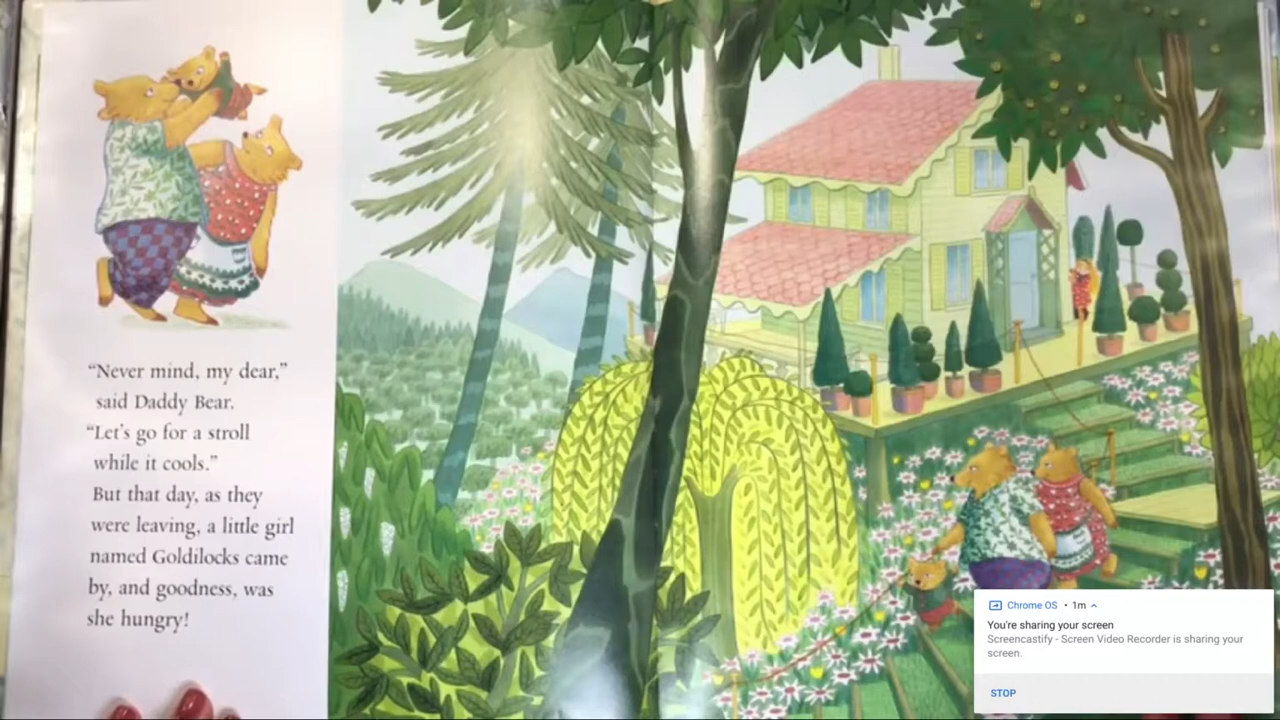 “Never mind, my dear,”
said Daddy Bear.
“Let’s go for a stroll
while it cools.”
But that day, as they
were leaving, a little girl
named Goldilocks came
by, and goodness, was
she hungry!
Chrome OS • 1m
You're sharing your screen
Screencastify - Screen Video Recorder is sharing your
screen.
STOP